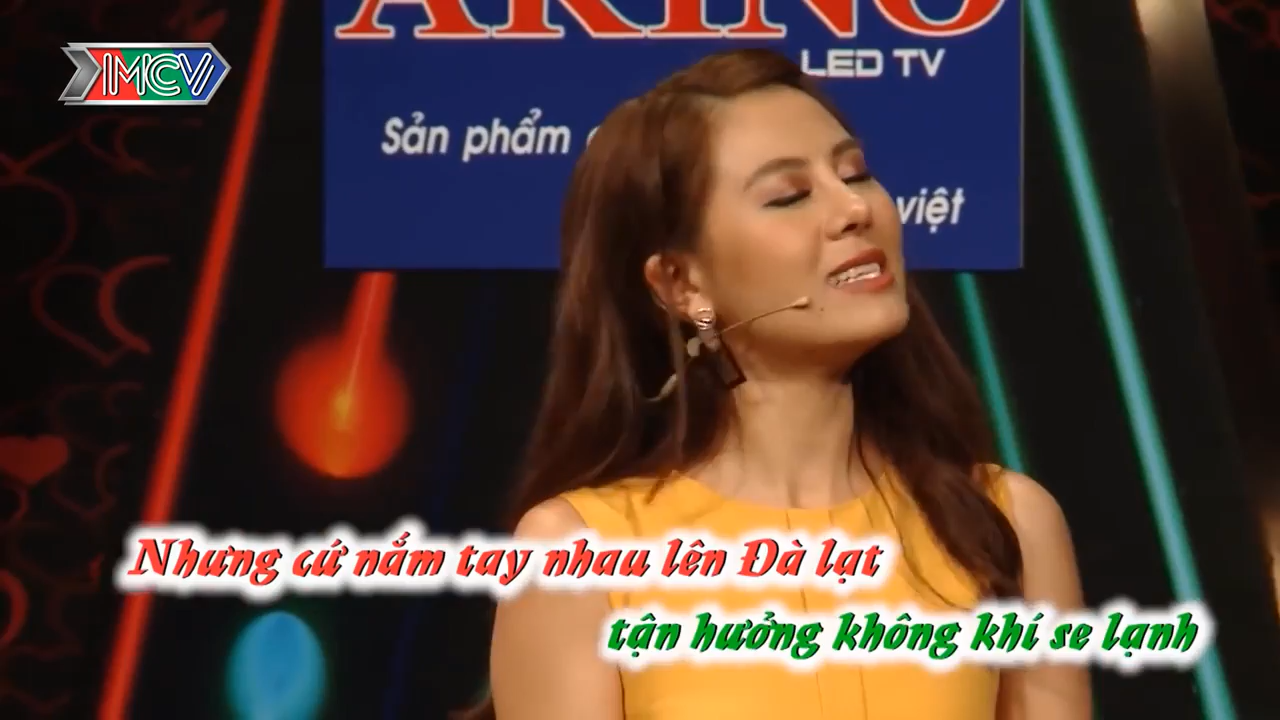 AKINO
LED TV
MCV
Sản phẩm
việt
Nhưng cứ nắm tay nhau lên Đà lạt
tận hưởng không khí se lạnh